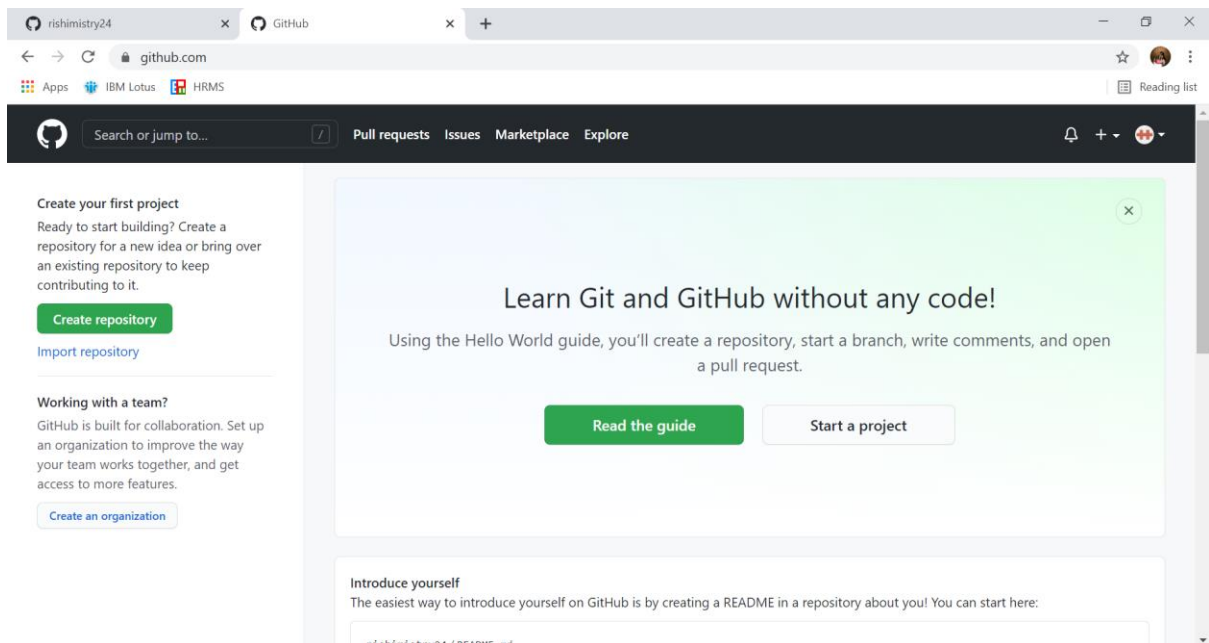 rishimistry24
GitHub
github.com
Apps IBM Lotus HRMS Reading list
Search or jump to... / Pull requests Issues Marketplace Explore
Create your first project
Ready to start building? Create a
repository for a new idea or bring over
an existing repository to keep
contributing to it.
Create repository
Import repository
Working with a team?
GitHub is built for collaboration. Set up
an organization to improve the way
your team works together, and get
access to more features.
Create an organization
Learn Git and GitHub without any code!
Using the Hello World guide, you’ll create a repository, start a branch, write comments, and open
a pull request.
Read the guide Start a project
Introduce yourself
The easiest way to introduce yourself on GitHub is by creating a README in a repository about you! You can start here: